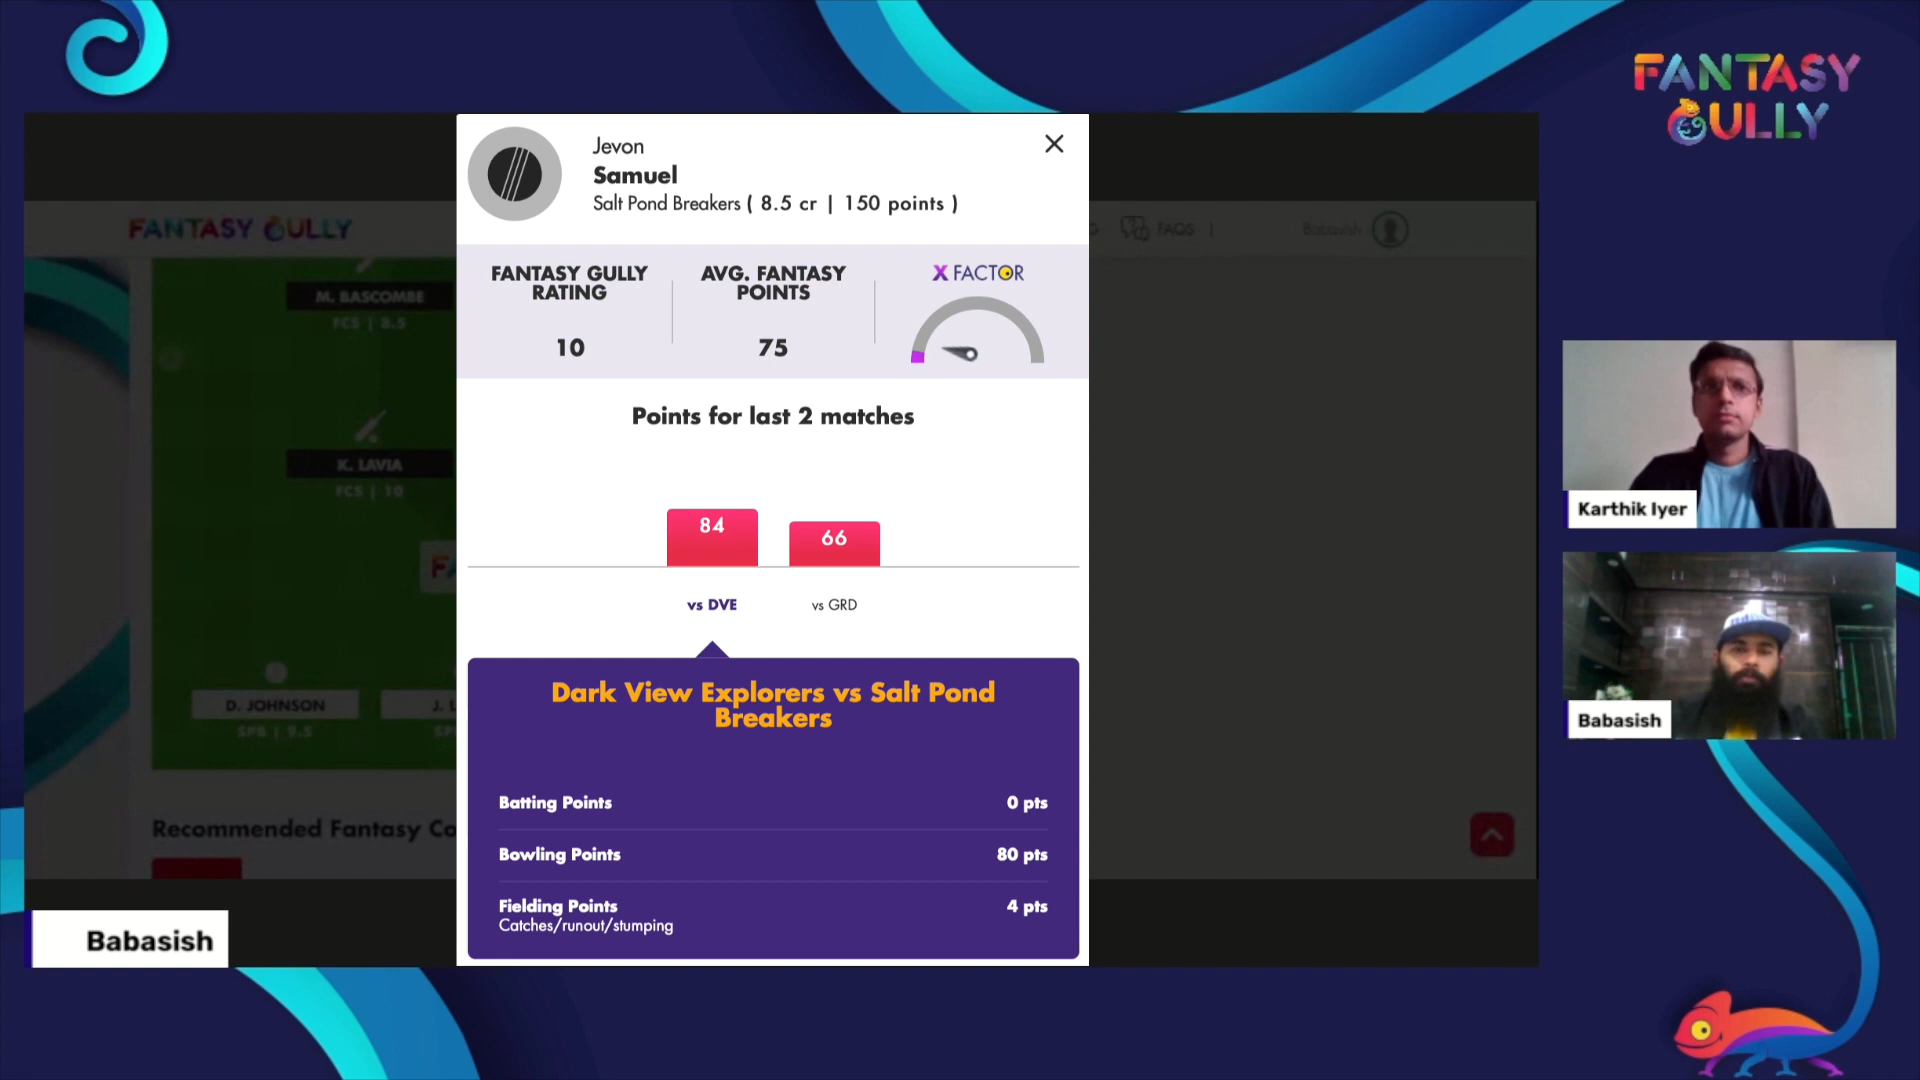 FANTASY
GULLY
Jevon
Samuel
Salt Pond Breakers ( 8.5 cr | 150 points )
FANTASY GULLY
FAQS |
Babasish
FANTASY GULLY
RATING
10
AVG. FANTASY
POINTS
75
X FACTOR
M. BASCOMBE
FCS | 8.5
K. LAVIA
FCS | 10
Points for last 2 matches
84
66
vs DVE
vs GRD
D. JOHNSON
SPB | 9.5
Dark View Explorers vs Salt Pond
Breakers
Batting Points
0 pts
Bowling Points
80 pts
Fielding Points
4 pts
Catches/runout/stumping
Recommended Fantasy
Karthik Iyer
Babasish
Babasish